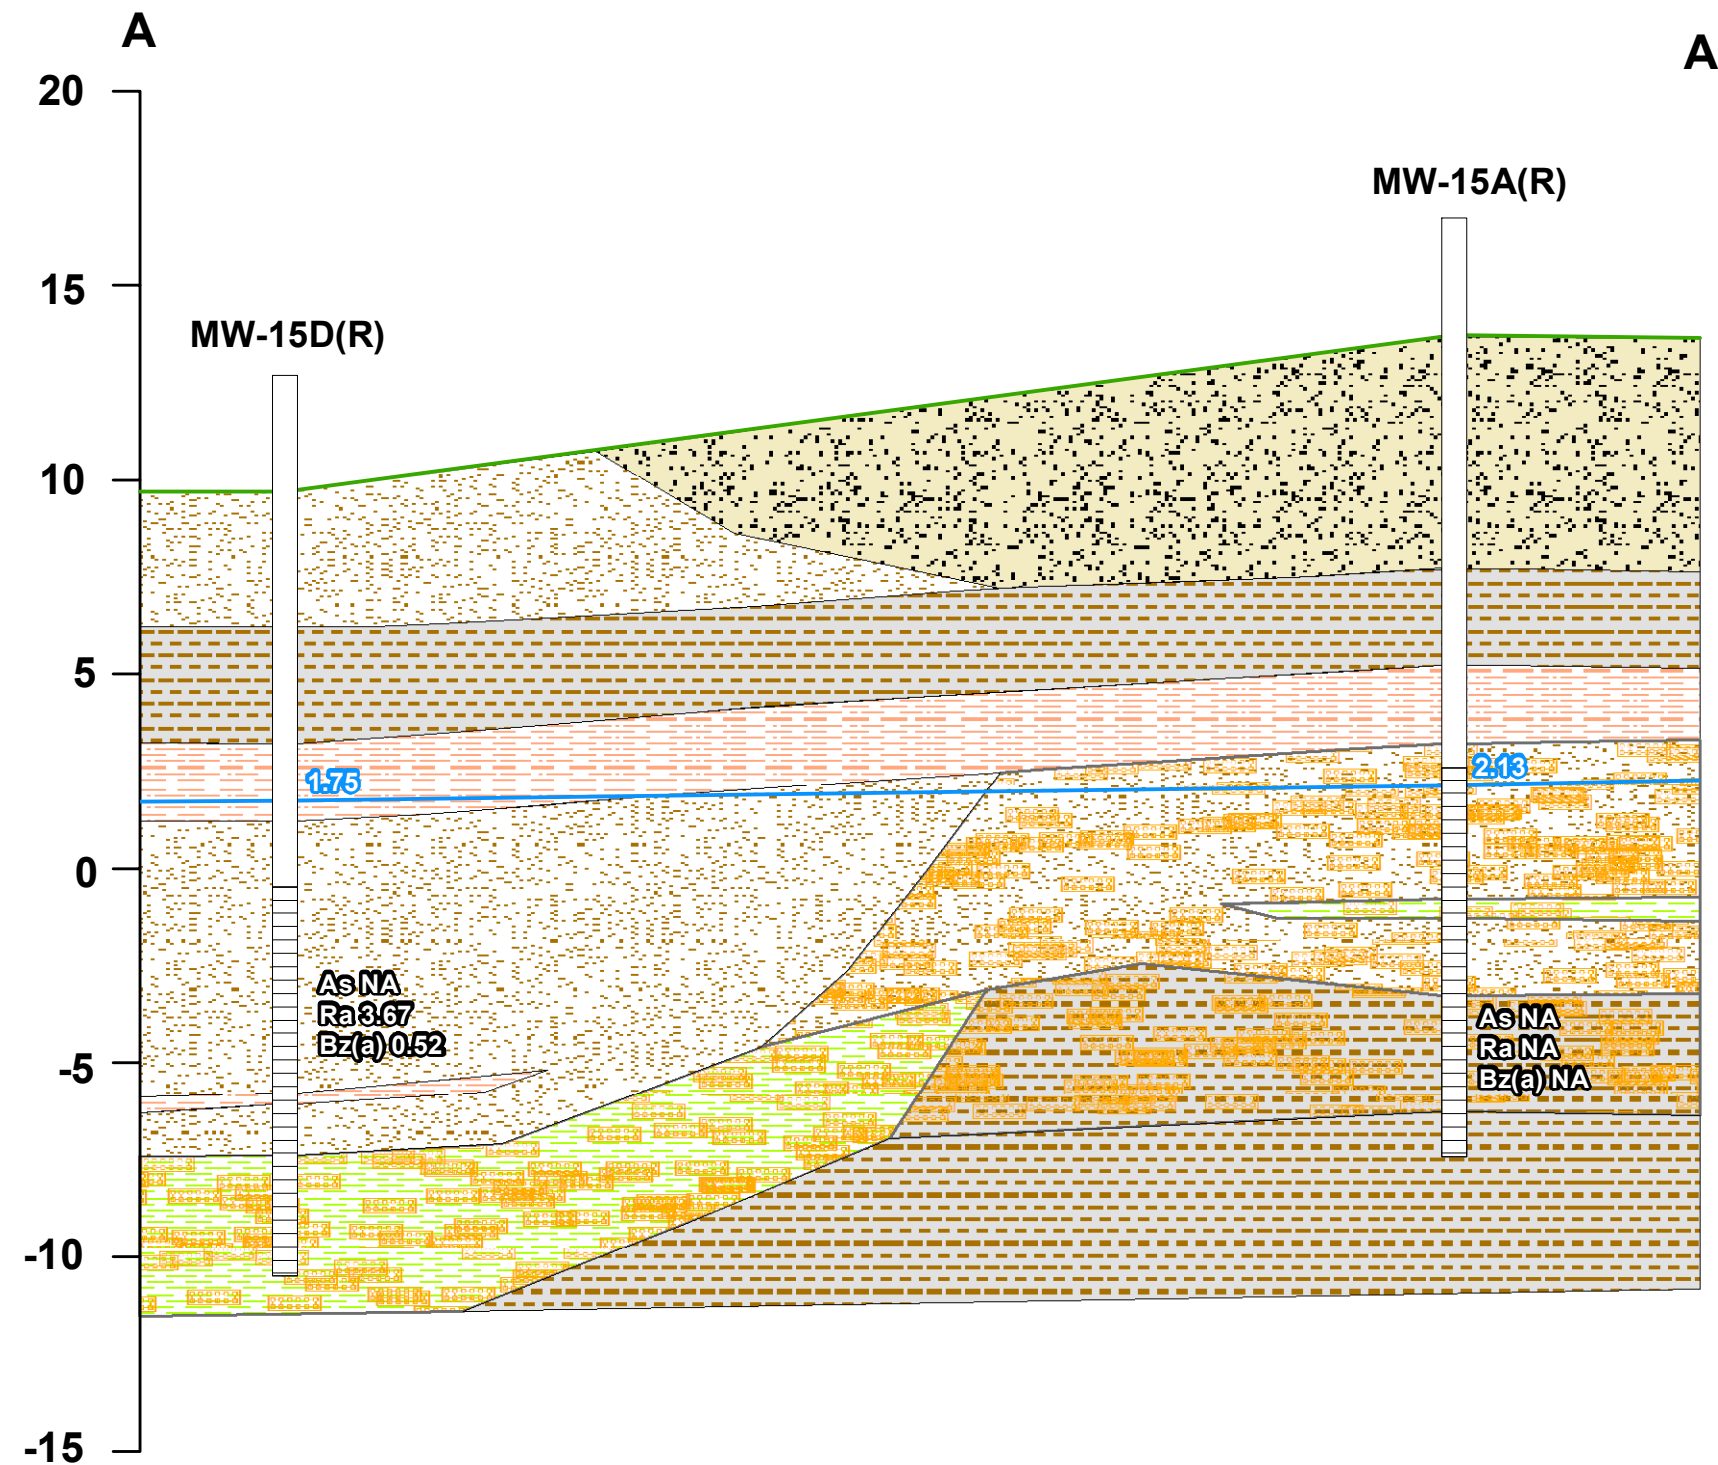 A
A
20
MW-15A(R)
15
MW-15D(R)
10
5
2.13
1.75
0
As NA
Ra 3.67
Bz(a) 0.52
As NA
Ra NA
Bz(a) NA
-5
-10
-15